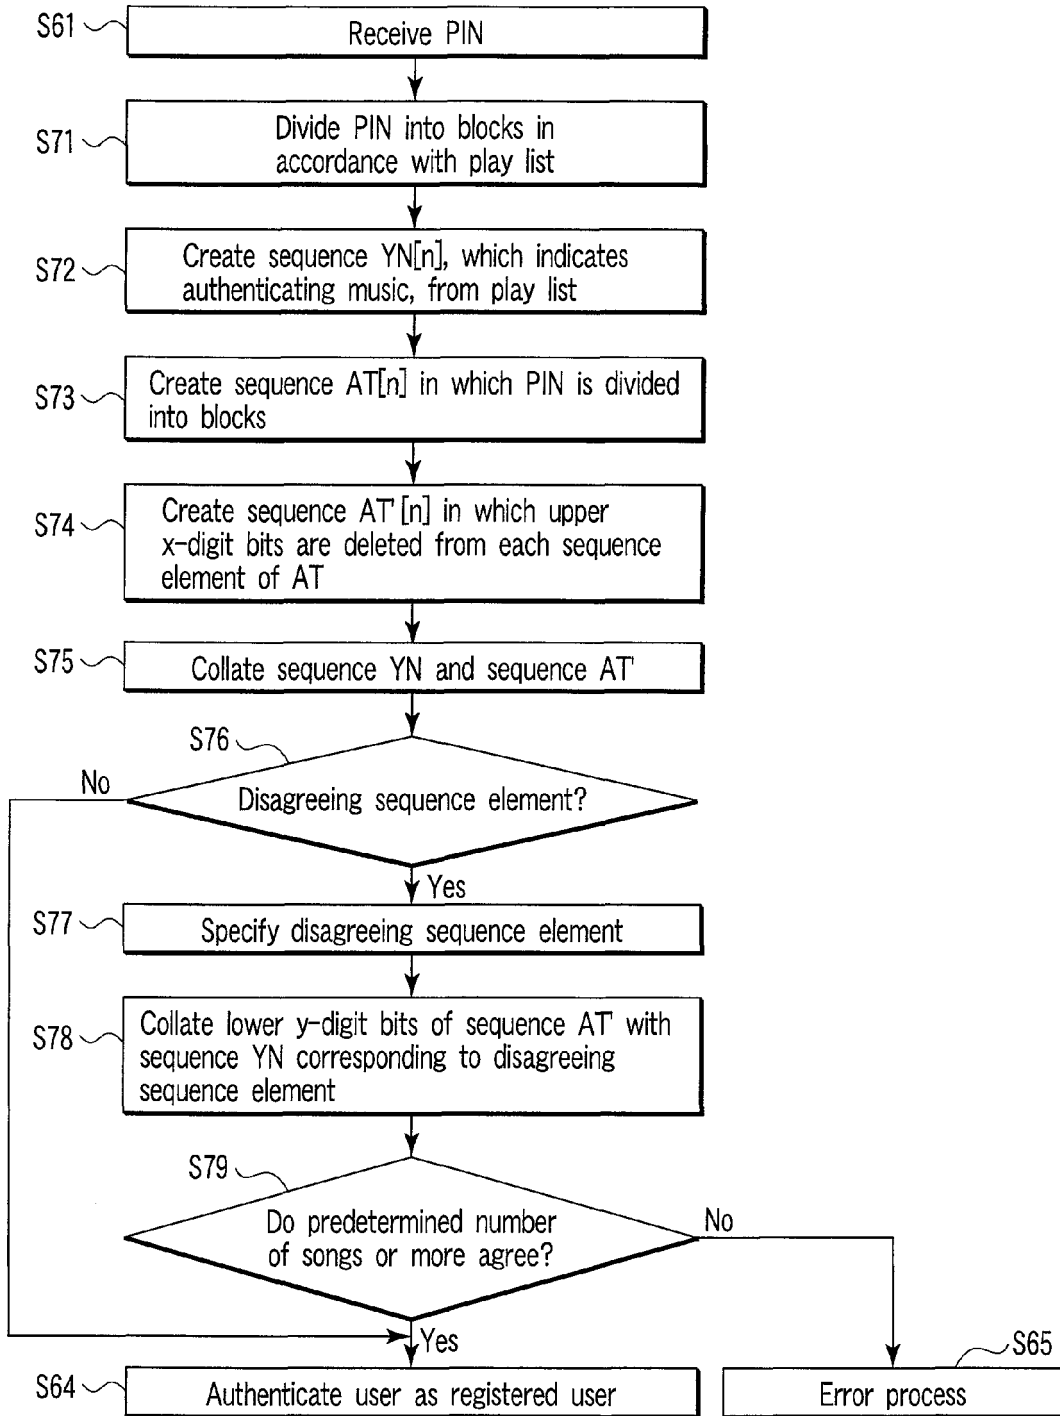 S61
Receive PIN
S71
Divide PIN into blocks in
accordance with play list
S72
Create sequence YN[n], which indicates
authenticating music, from play list
S73
Create sequence AT[n] in which PIN is divided
into blocks
S74
Create sequence AT'[n] in which upper
x-digit bits are deleted from each sequence
element of AT
S75
Collate sequence YN and sequence AT'
S76
No
Disagreeing sequence element?
Yes
S77
Specify disagreeing sequence element
S78
Collate lower y-digit bits of sequence AT' with
sequence YN corresponding to disagreeing
sequence element
S79
Do predetermined number
of songs or more agree?
No
Yes
S64
Authenticate user as registered user
S65
Error process